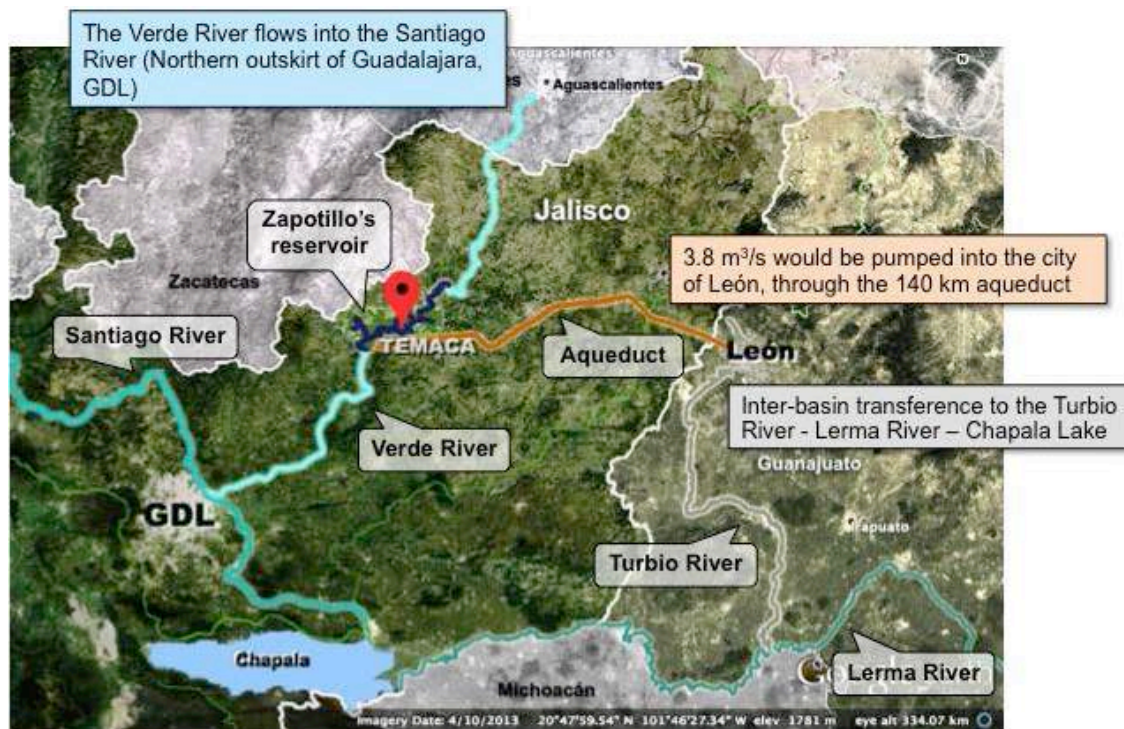 The Verde River flows into the Santiago
River (Northern outskirt of Guadalajara,
GDL)
Aguascalientes
es
* Aguascalientes
N
Jalisco
Zapotillo's
reservoir
3.8 m³/s would be pumped into the city
of León, through the 140 km aqueduct
Zacatecas
Santiago River
TEMACA
Aqueduct
León
Inter-basin transference to the Turbio
River - Lerma River – Chapala Lake
Verde River
Guanajuato
GDL
Irapuato
Turbio River
Chapala
Lerma River
Michoacán
Imagery Date: 4/10/2013 20°47'59.54" N 101°46'27.34" W elev 1781 m eye alt 334.07 km